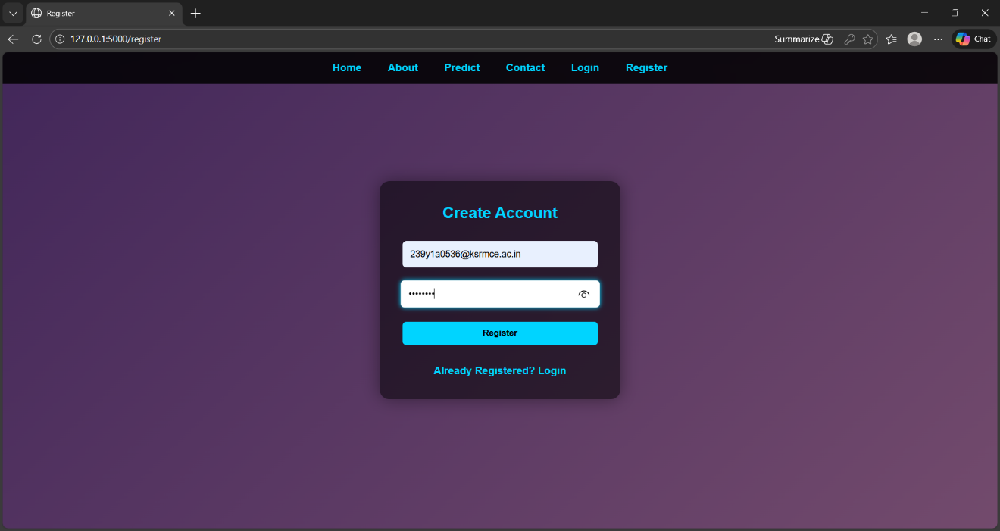 Register
127.0.0.1:5000/register
Summarize
Chat
Home About Predict Contact Login Register
Create Account
239y1a0536@ksrmce.ac.in
••••••••
Register
Already Registered? Login